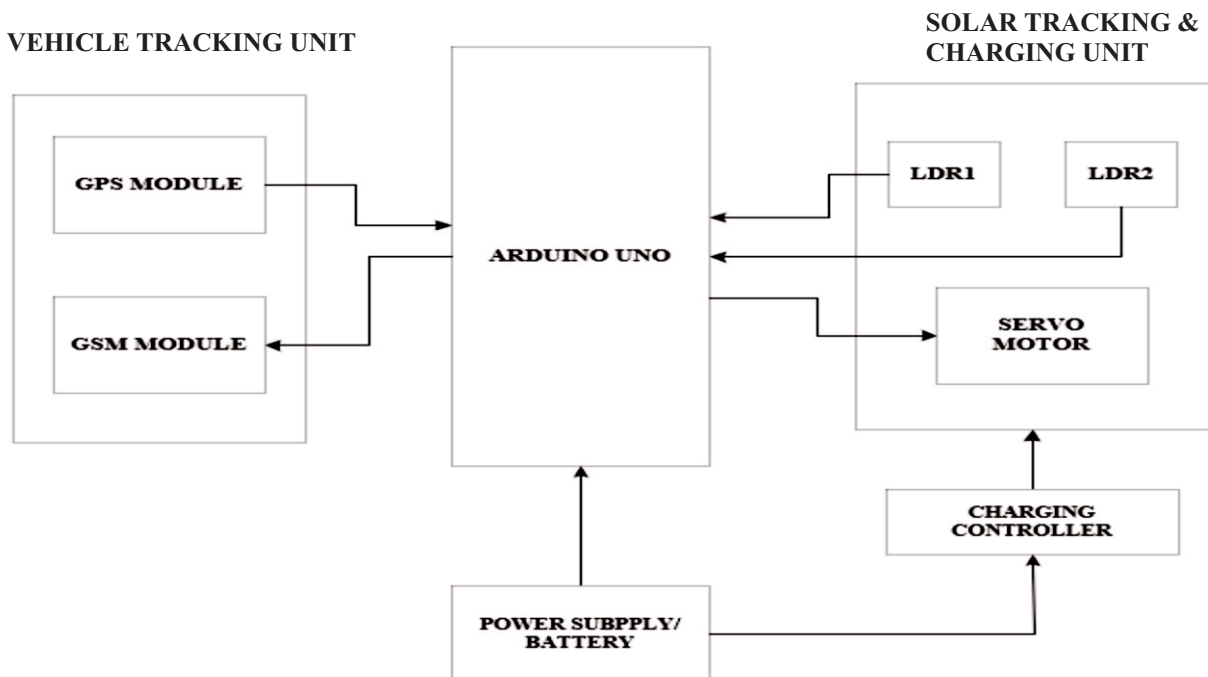 VEHICLE TRACKING UNIT
SOLAR TRACKING &
CHARGING UNIT
GPS MODULE
GSM MODULE
ARDUINO UNO
LDR1
LDR2
SERVO
MOTOR
CHARGING
CONTROLLER
POWER SUBPPLY/
BATTERY